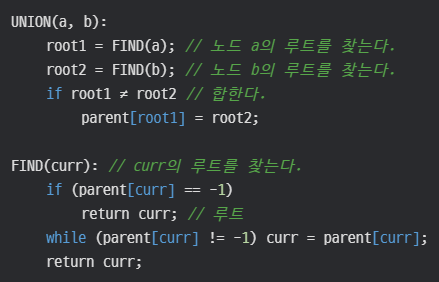 UNION(a, b):
root1 = FIND(a); // 노드 a의 루트를 찾는다.
root2 = FIND(b); // 노드 b의 루트를 찾는다.
if root1 ≠ root2 // 합한다.
parent[root1] = root2;
FIND(curr): // curr의 루트를 찾는다.
if (parent[curr] == -1)
return curr; // 루트
while (parent[curr] != -1) curr = parent[curr];
return curr;